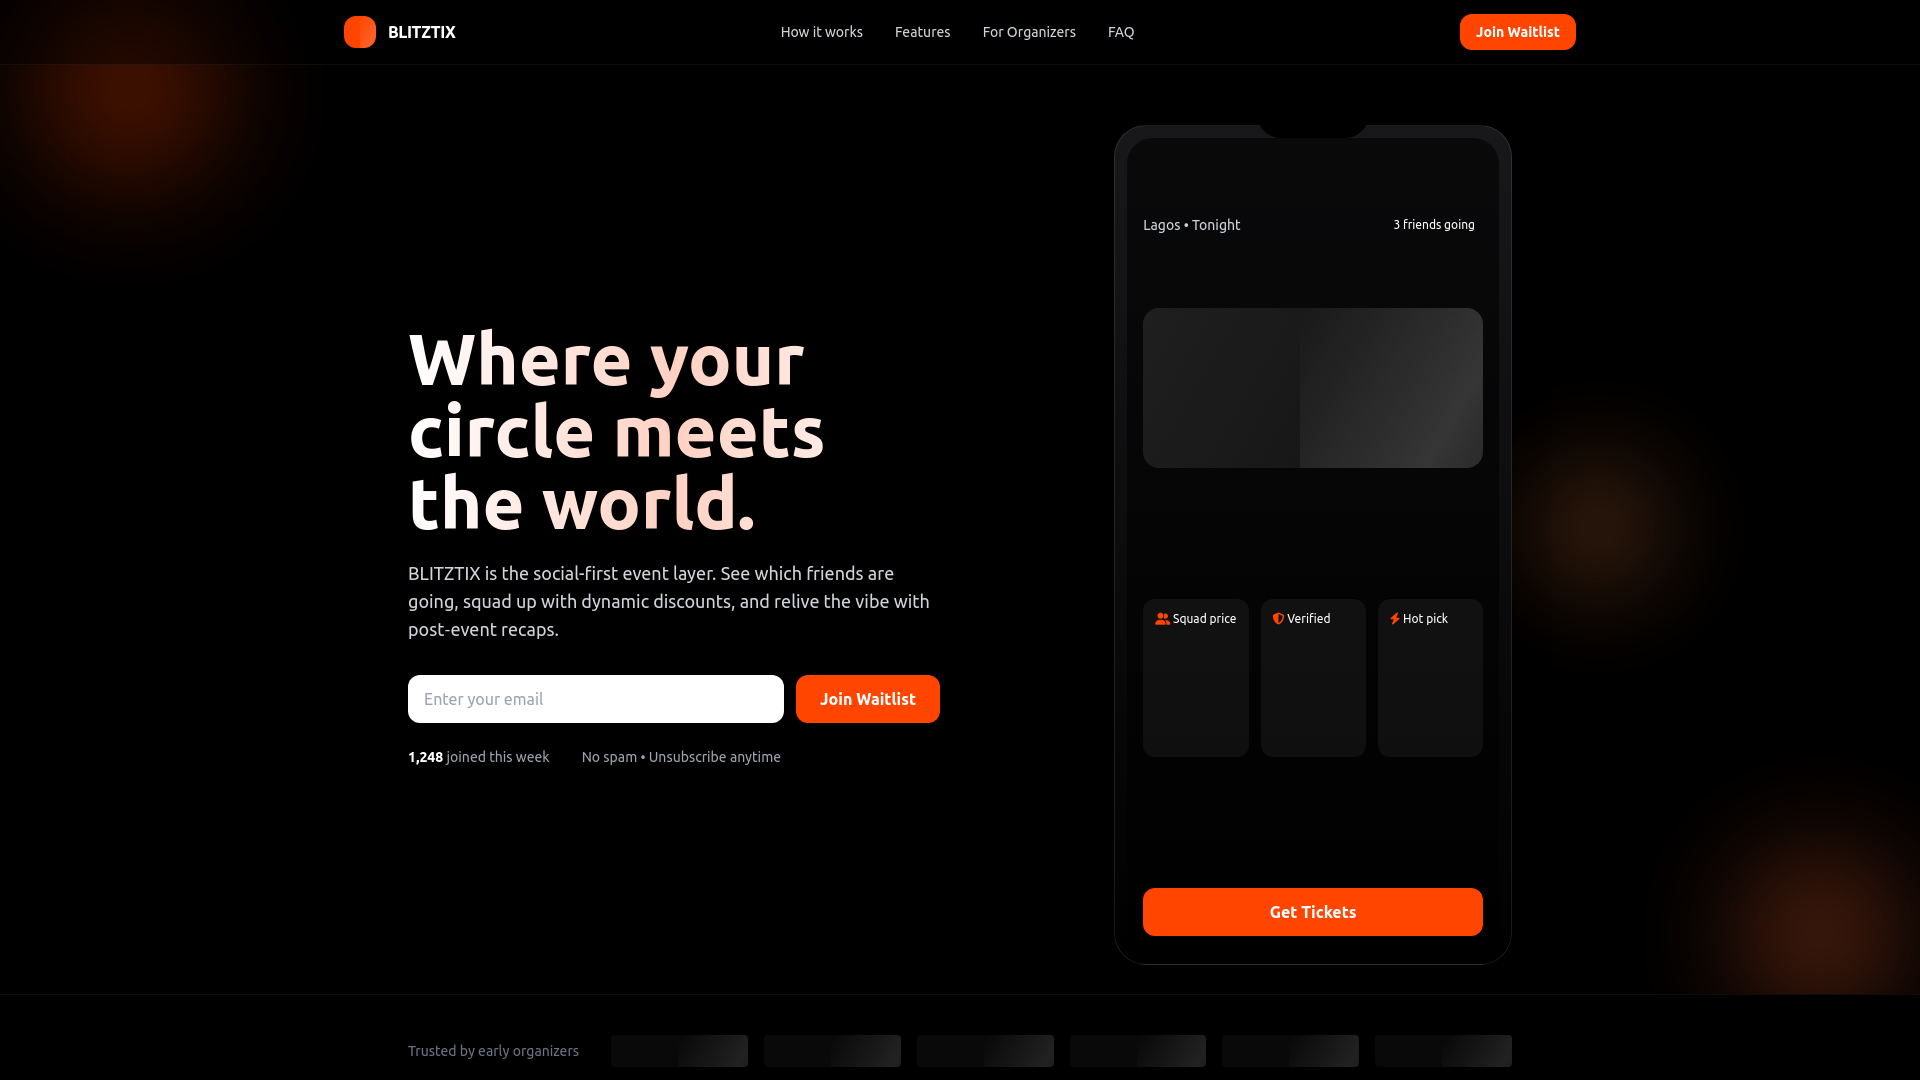 BLITZTIX
How it works
Features
For Organizers
FAQ
Join Waitlist
Where your
circle meets
the world.
BLITZTIX is the social-first event layer. See which friends are
going, squad up with dynamic discounts, and relive the vibe with
post-event recaps.
Enter your email
Join Waitlist
1,248 joined this week
No spam • Unsubscribe anytime
Lagos • Tonight
3 friends going
Squad price
Verified
Hot pick
Get Tickets
Trusted by early organizers